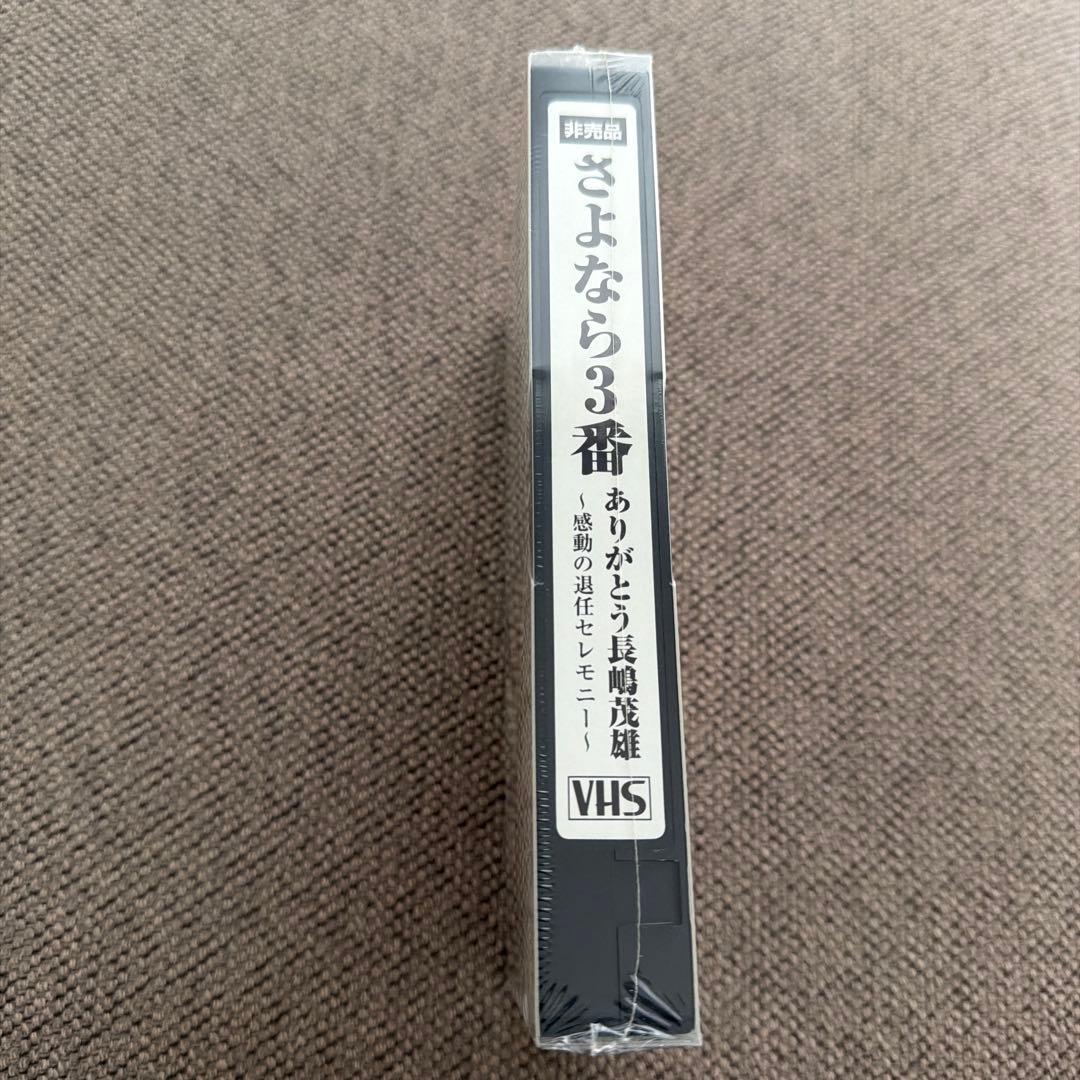 非売品
さよなら3番
ありがとう長嶋茂雄
～感動の退任セレモニー～
VHS